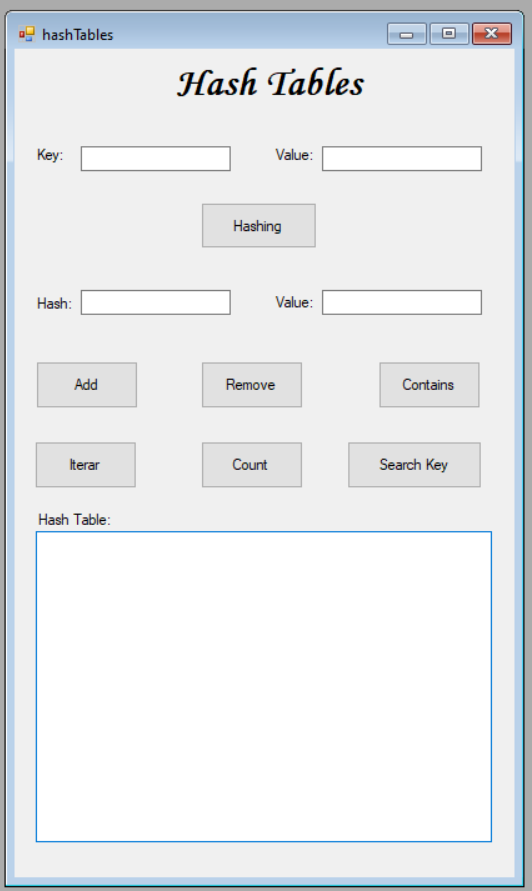 hashTables
Hash Tables
Key: Value:
Hashing
Hash: Value:
Add Remove Contains
Iterar Count Search Key
Hash Table: